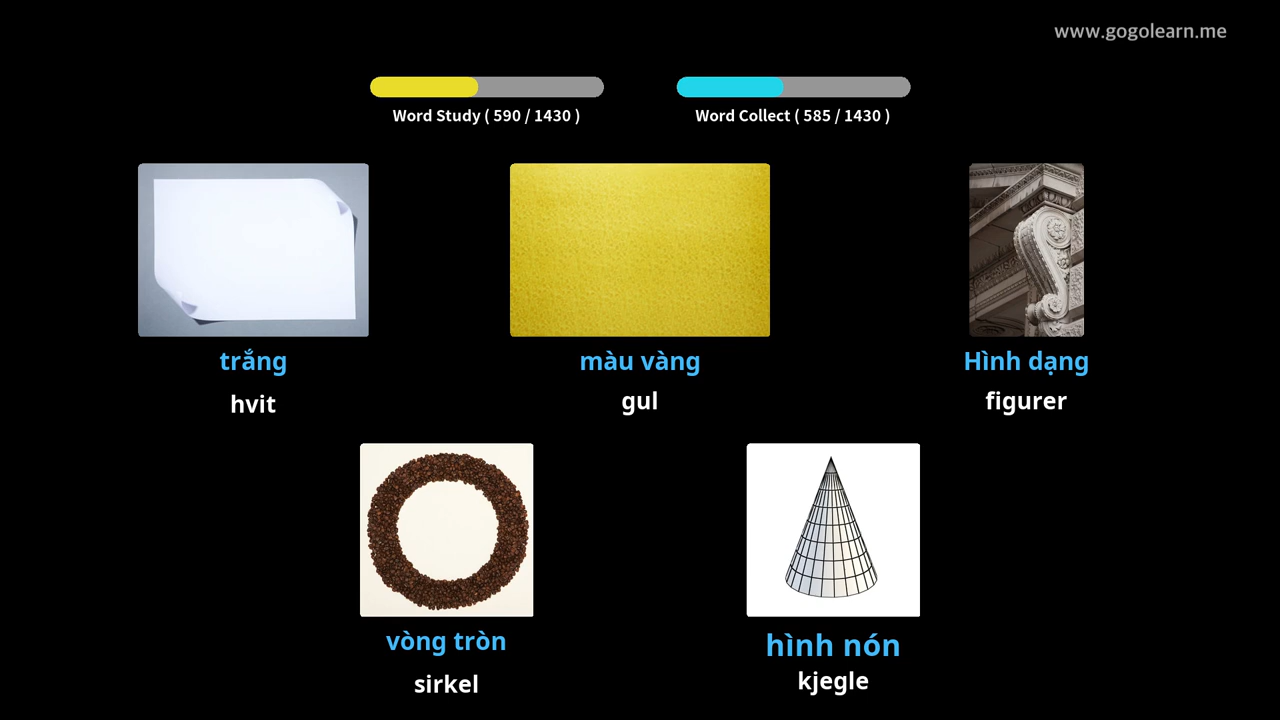 www.gogolearn.me
Word Study ( 590 / 1430 )
Word Collect ( 585 / 1430 )
trắng
hvit
màu vàng
gul
Hình dạng
figurer
vòng tròn
sirkel
hình nón
kjegle